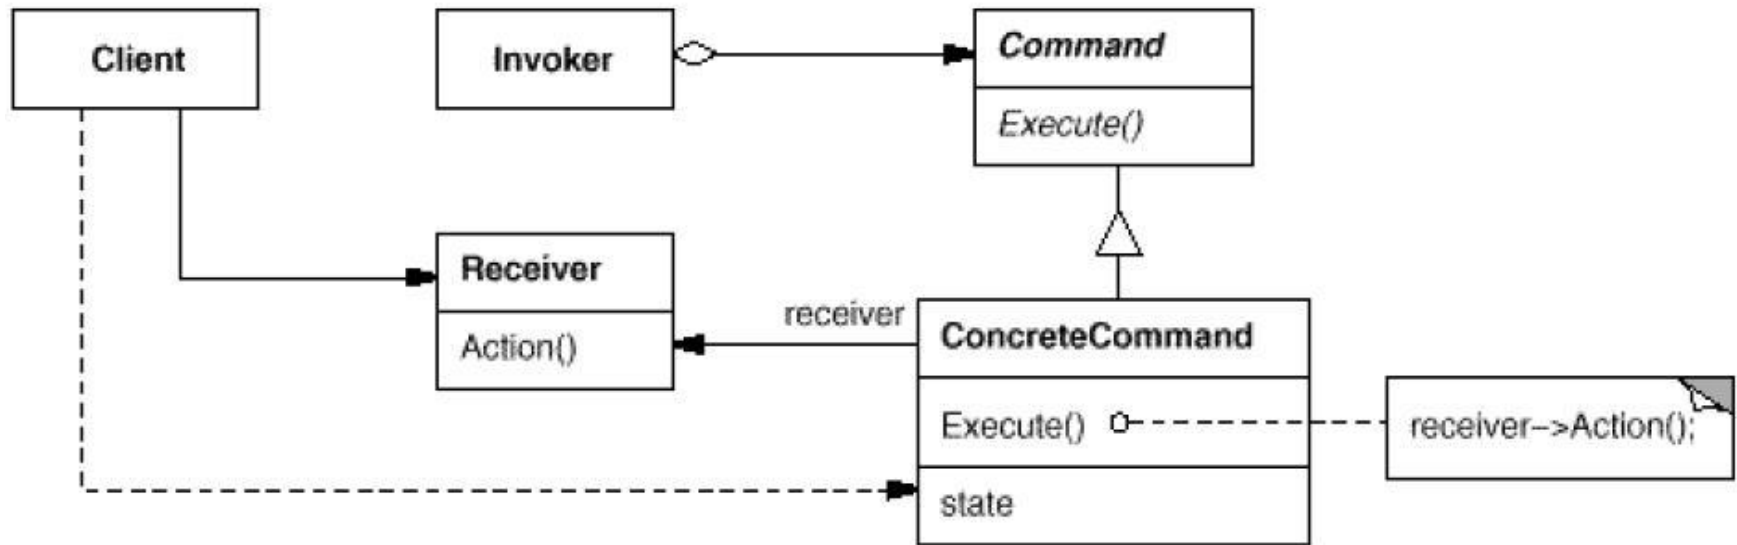 Client
Invoker
Command
Execute()
Receiver
Action()
receiver
ConcreteCommand
Execute()
state
receiver–>Action();